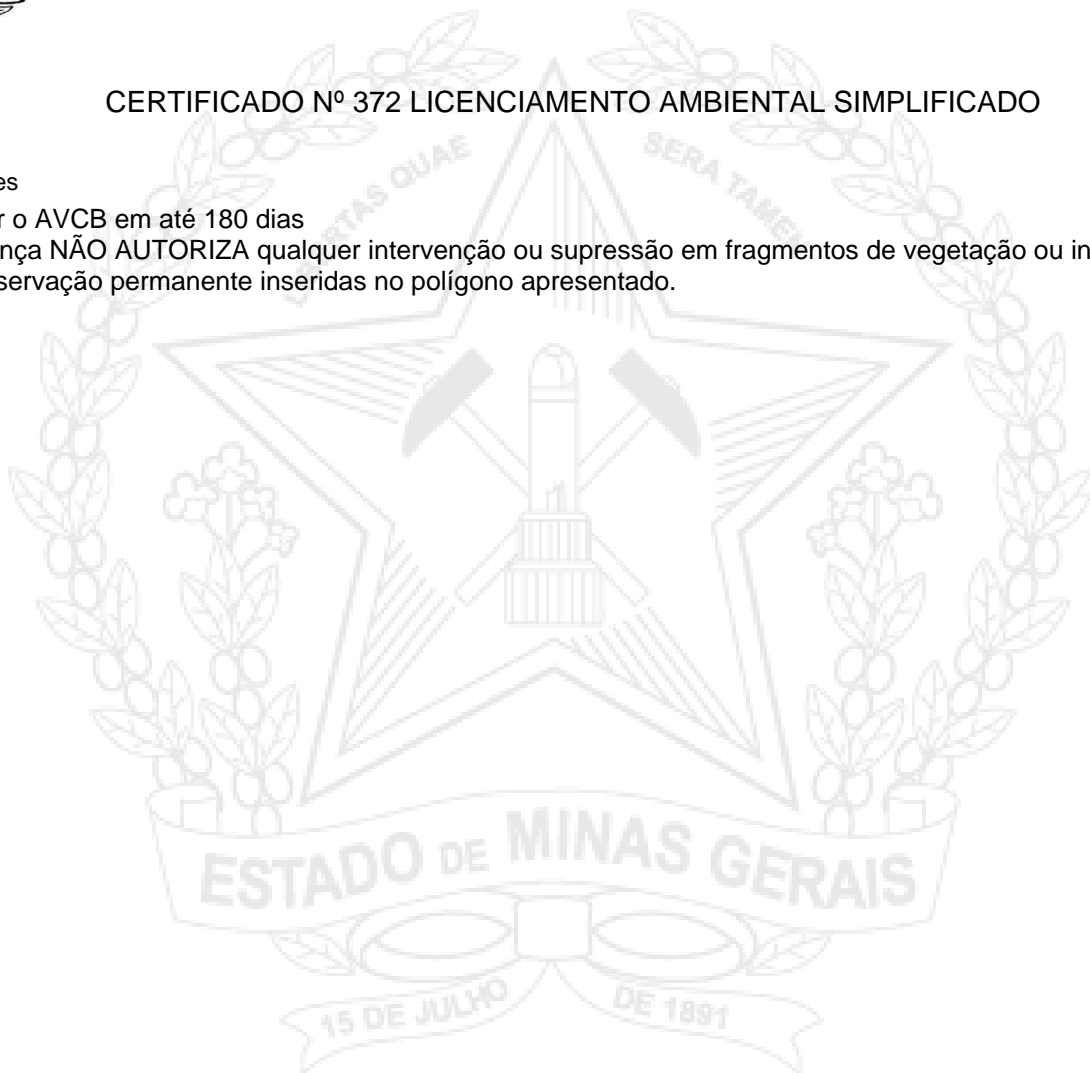 CERTIFICADO Nº 372 LICENCIAMENTO AMBIENTAL SIMPLIFICADO
es
r o AVCB em até 180 dias
nça NÃO AUTORIZA qualquer intervenção ou supressão em fragmentos de vegetação ou in
servação permanente inseridas no polígono apresentado.
LIBERTAS QUAE SERA TAMEN
ESTADO DE MINAS GERAIS
15 DE JULHO DE 1891